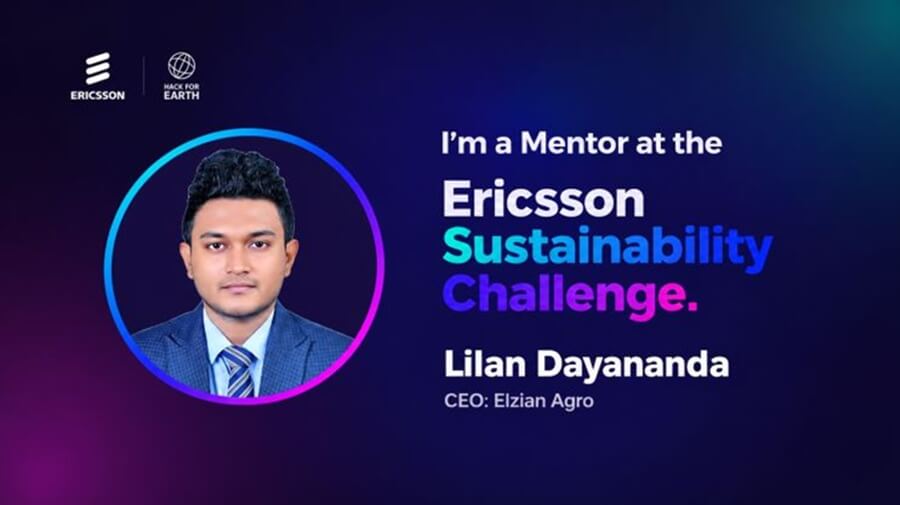 ERICSSON
HACK FOR
EARTH
I'm a Mentor at the
Ericsson
Sustainability
Challenge.
Lilan Dayananda
CEO: Elzian Agro